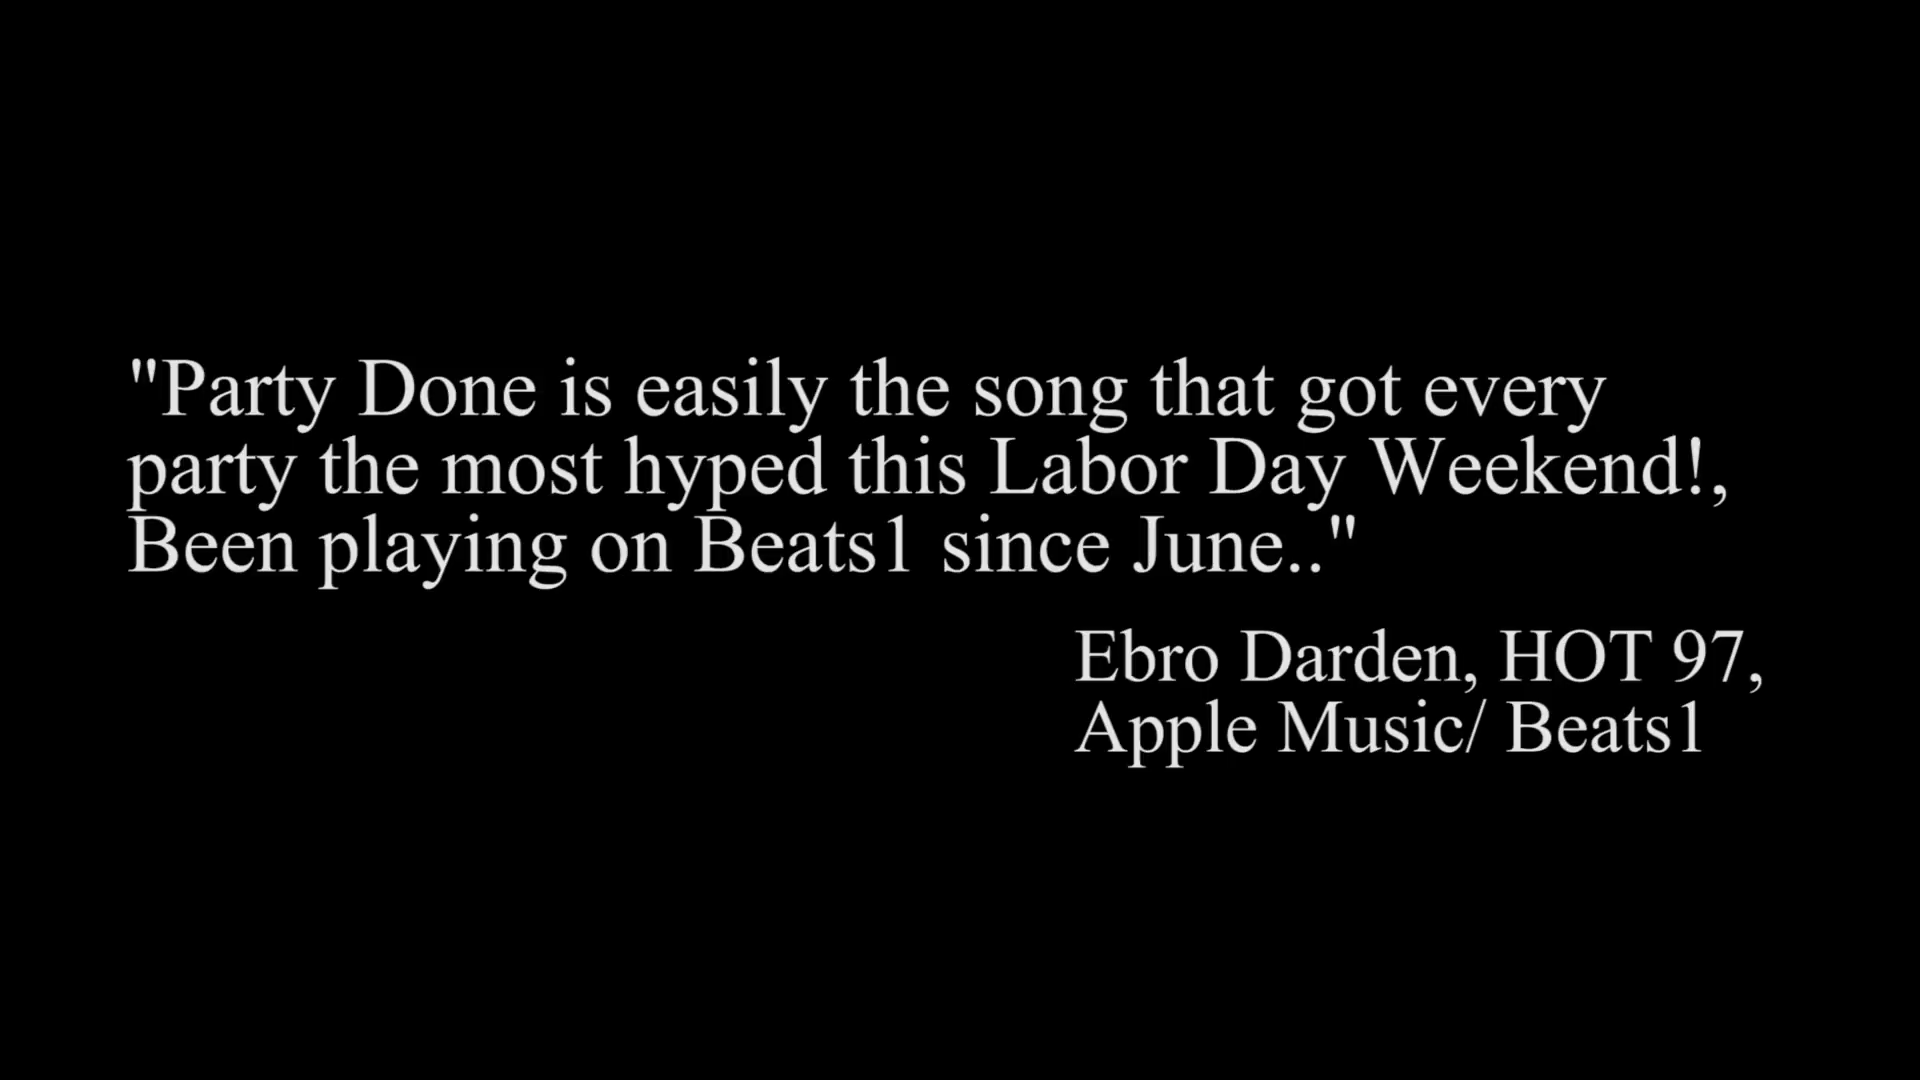 "Party Done is easily the song that got every
party the most hyped this Labor Day Weekend!,
Been playing on Beats1 since June.."
Ebro Darden, HOT 97,
Apple Music/ Beats1